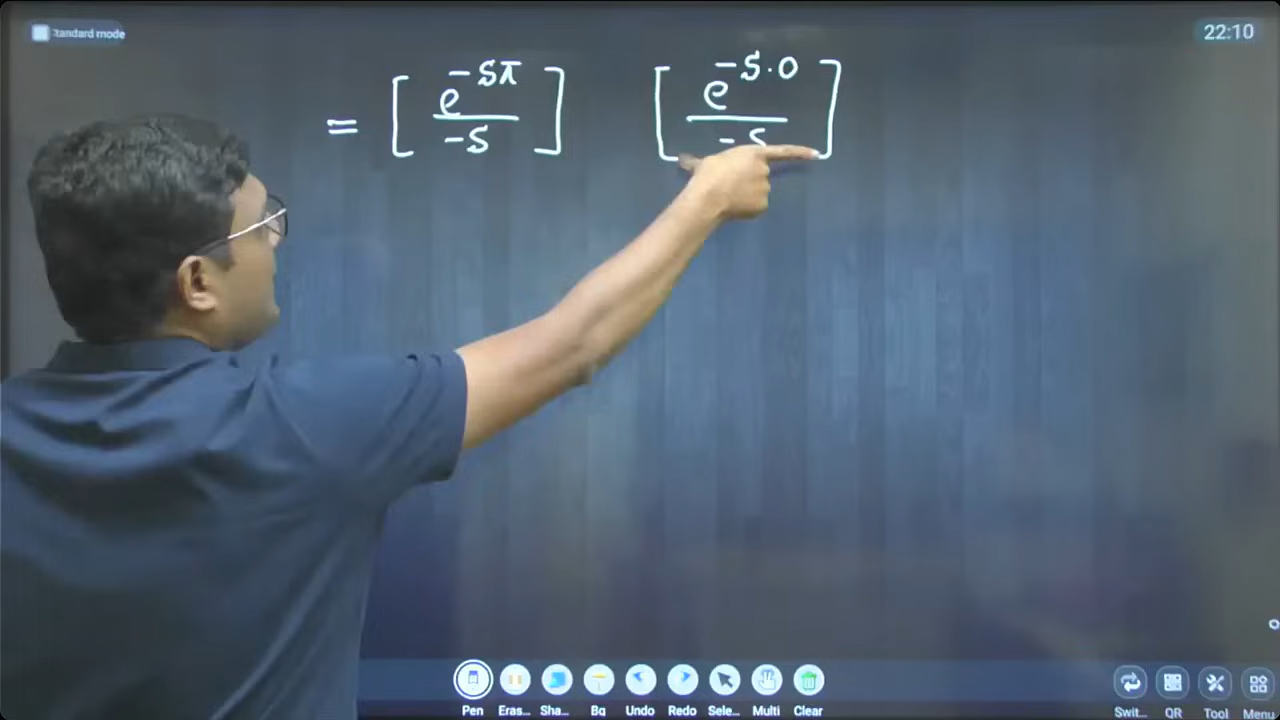 Standard mode
22:10
= [e^{-sπ}/-s] [e^{-s·0}/-s]
Pen Eras... Sha... Bg Undo Redo Sele... Multi Clear
Swit... QR Tool Menu